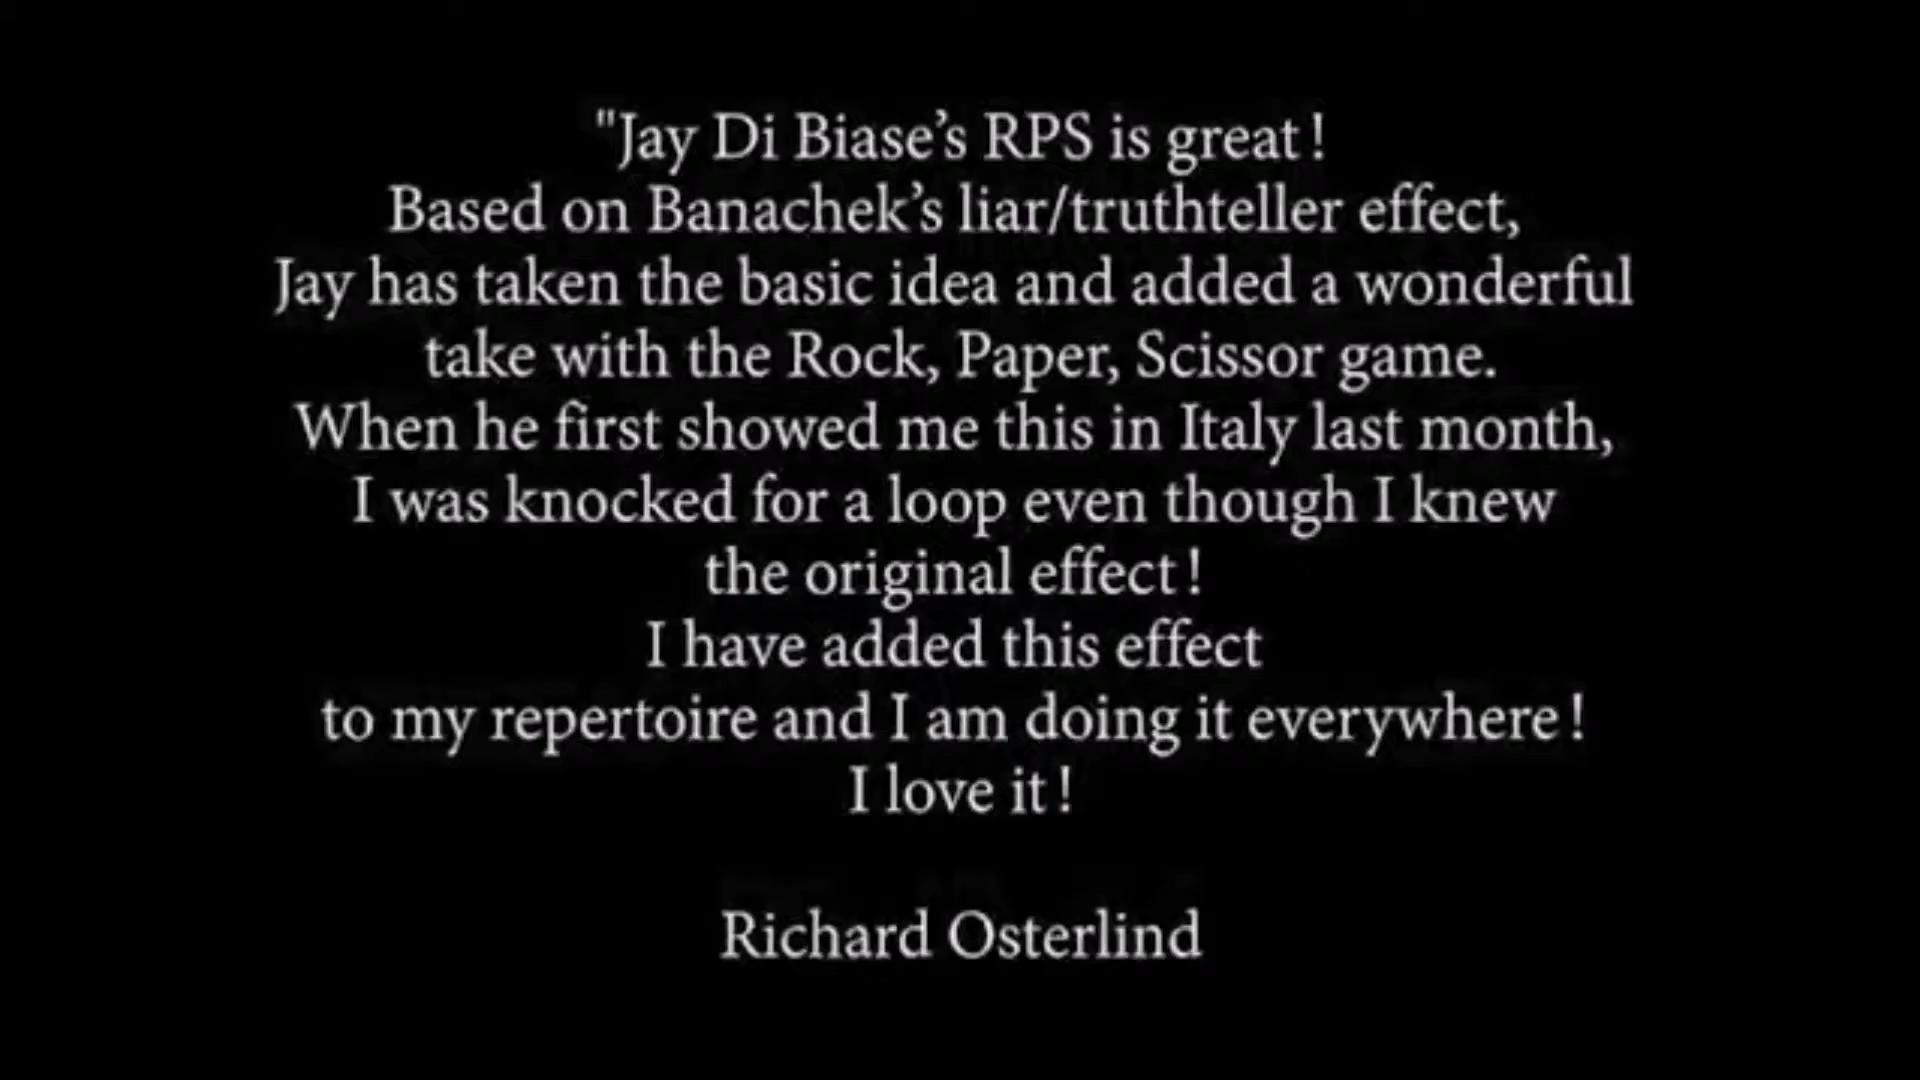 "Jay Di Biase’s RPS is great !
Based on Banachek’s liar/truthteller effect,
Jay has taken the basic idea and added a wonderful
take with the Rock, Paper, Scissor game.
When he first showed me this in Italy last month,
I was knocked for a loop even though I knew
the original effect !
I have added this effect
to my repertoire and I am doing it everywhere !
I love it !
Richard Osterlind